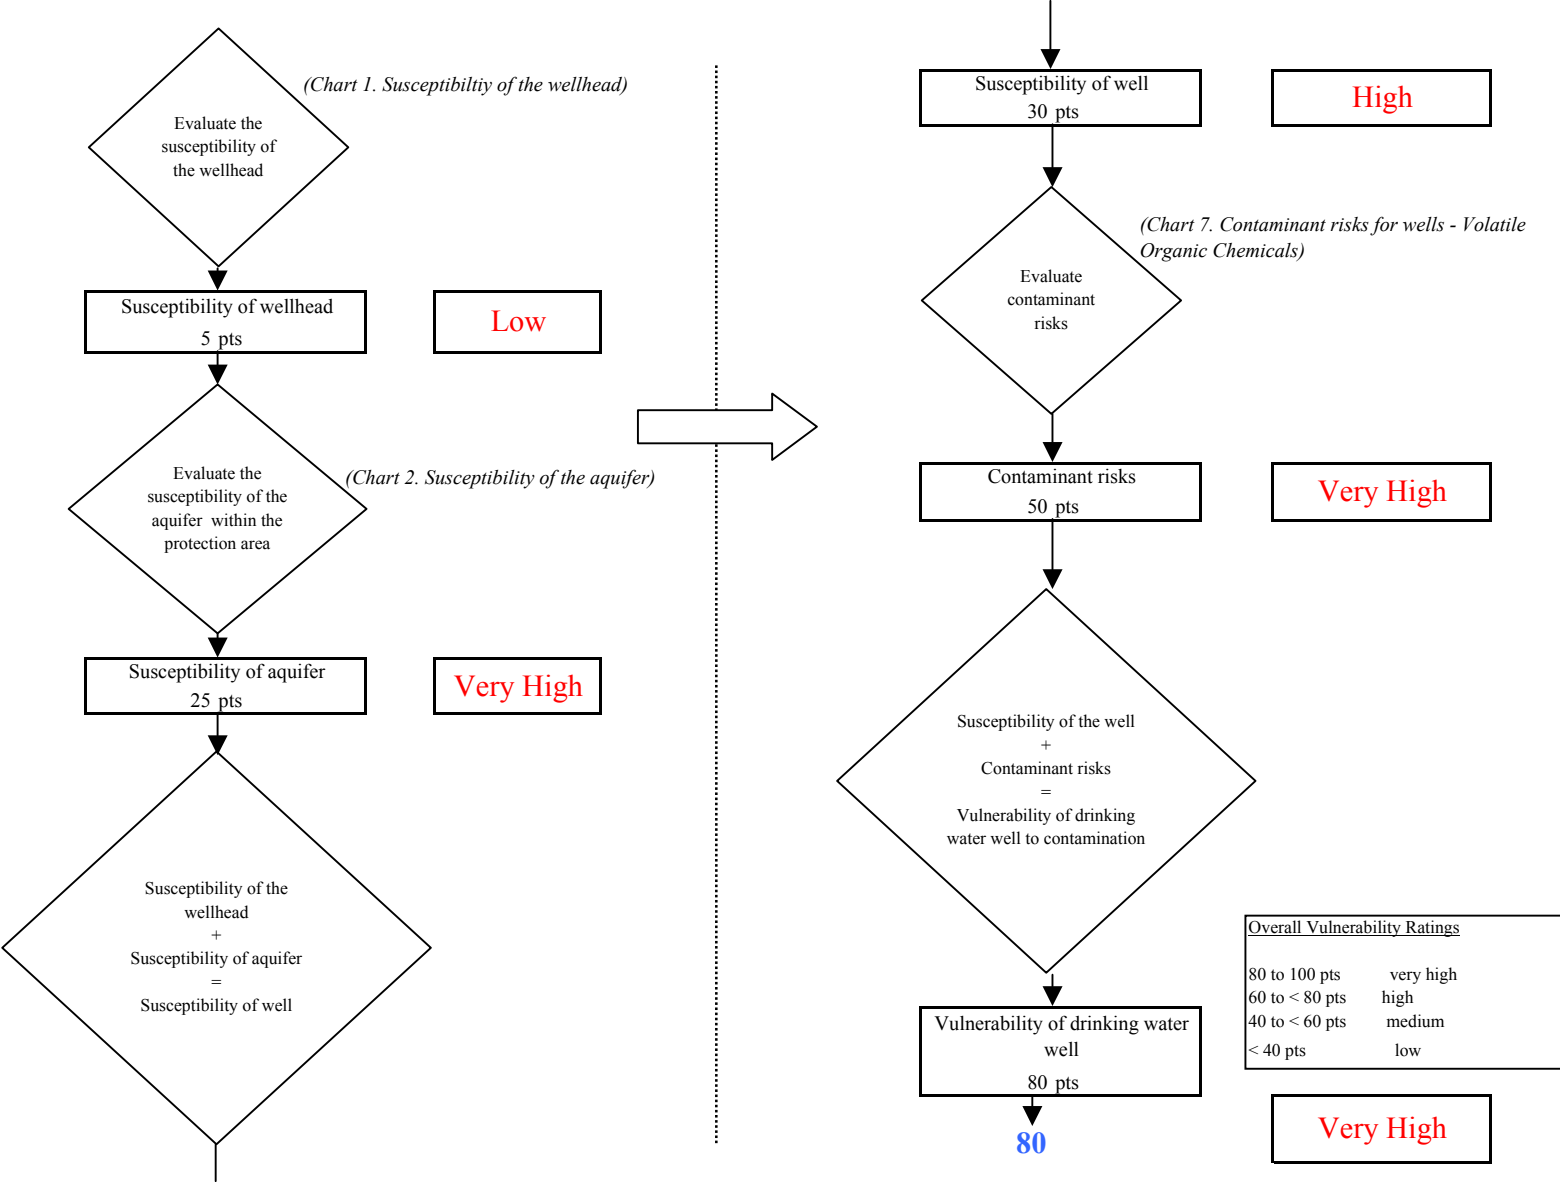 (Chart 1. Susceptibiltiy of the wellhead)
Evaluate the
susceptibility of
the wellhead
Susceptibility of wellhead
5 pts
Low
(Chart 2. Susceptibility of the aquifer)
Evaluate the
susceptibility of the
aquifer within the
protection area
Susceptibility of aquifer
25 pts
Very High
Susceptibility of the
wellhead
+
Susceptibility of aquifer
=
Susceptibility of well
Susceptibility of well
30 pts
High
(Chart 7. Contaminant risks for wells - Volatile
Organic Chemicals)
Evaluate
contaminant
risks
Contaminant risks
50 pts
Very High
Susceptibility of the well
+
Contaminant risks
=
Vulnerability of drinking
water well to contamination
Overall Vulnerability Ratings
80 to 100 pts very high
60 to < 80 pts high
40 to < 60 pts medium
< 40 pts low
Vulnerability of drinking water
well
80 pts
80
Very High